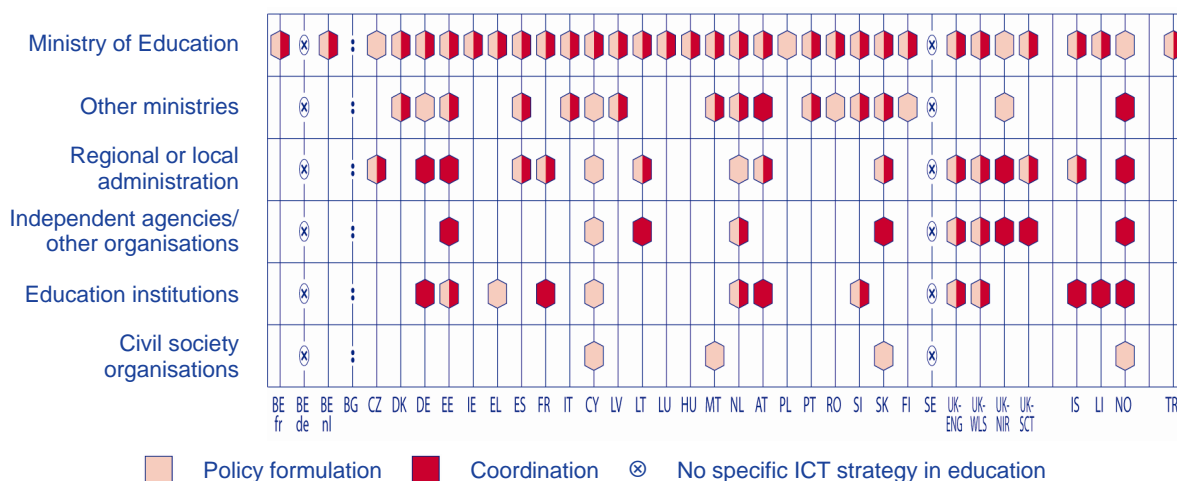 Ministry of Education
Other ministries
Regional or local
administration
Independent agencies/
other organisations
Education institutions
Civil society
organisations
BE fr BE de BE nl BG CZ DK DE EE IE EL ES FR IT CY LV LT LU HU MT NL AT PL PT RO SI SK FI SE UK-ENG UK-WLS UK-NIR UK-SCT IS LI NO TR
Policy formulation Coordination No specific ICT strategy in education